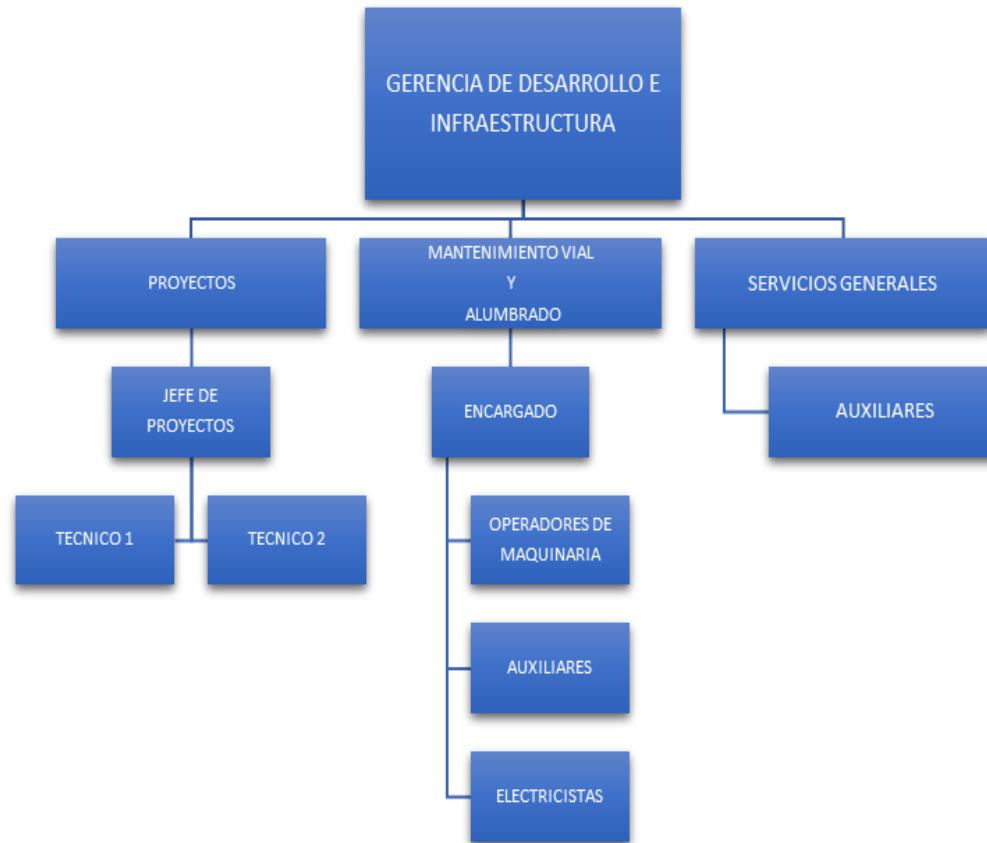 GERENCIA DE DESARROLLO E
INFRAESTRUCTURA
PROYECTOS
MANTENIMIENTO VIAL
Y
ALUMBRADO
SERVICIOS GENERALES
JEFE DE
PROYECTOS
ENCARGADO
AUXILIARES
TECNICO 1
TECNICO 2
OPERADORES DE
MAQUINARIA
AUXILIARES
ELECTRICISTAS